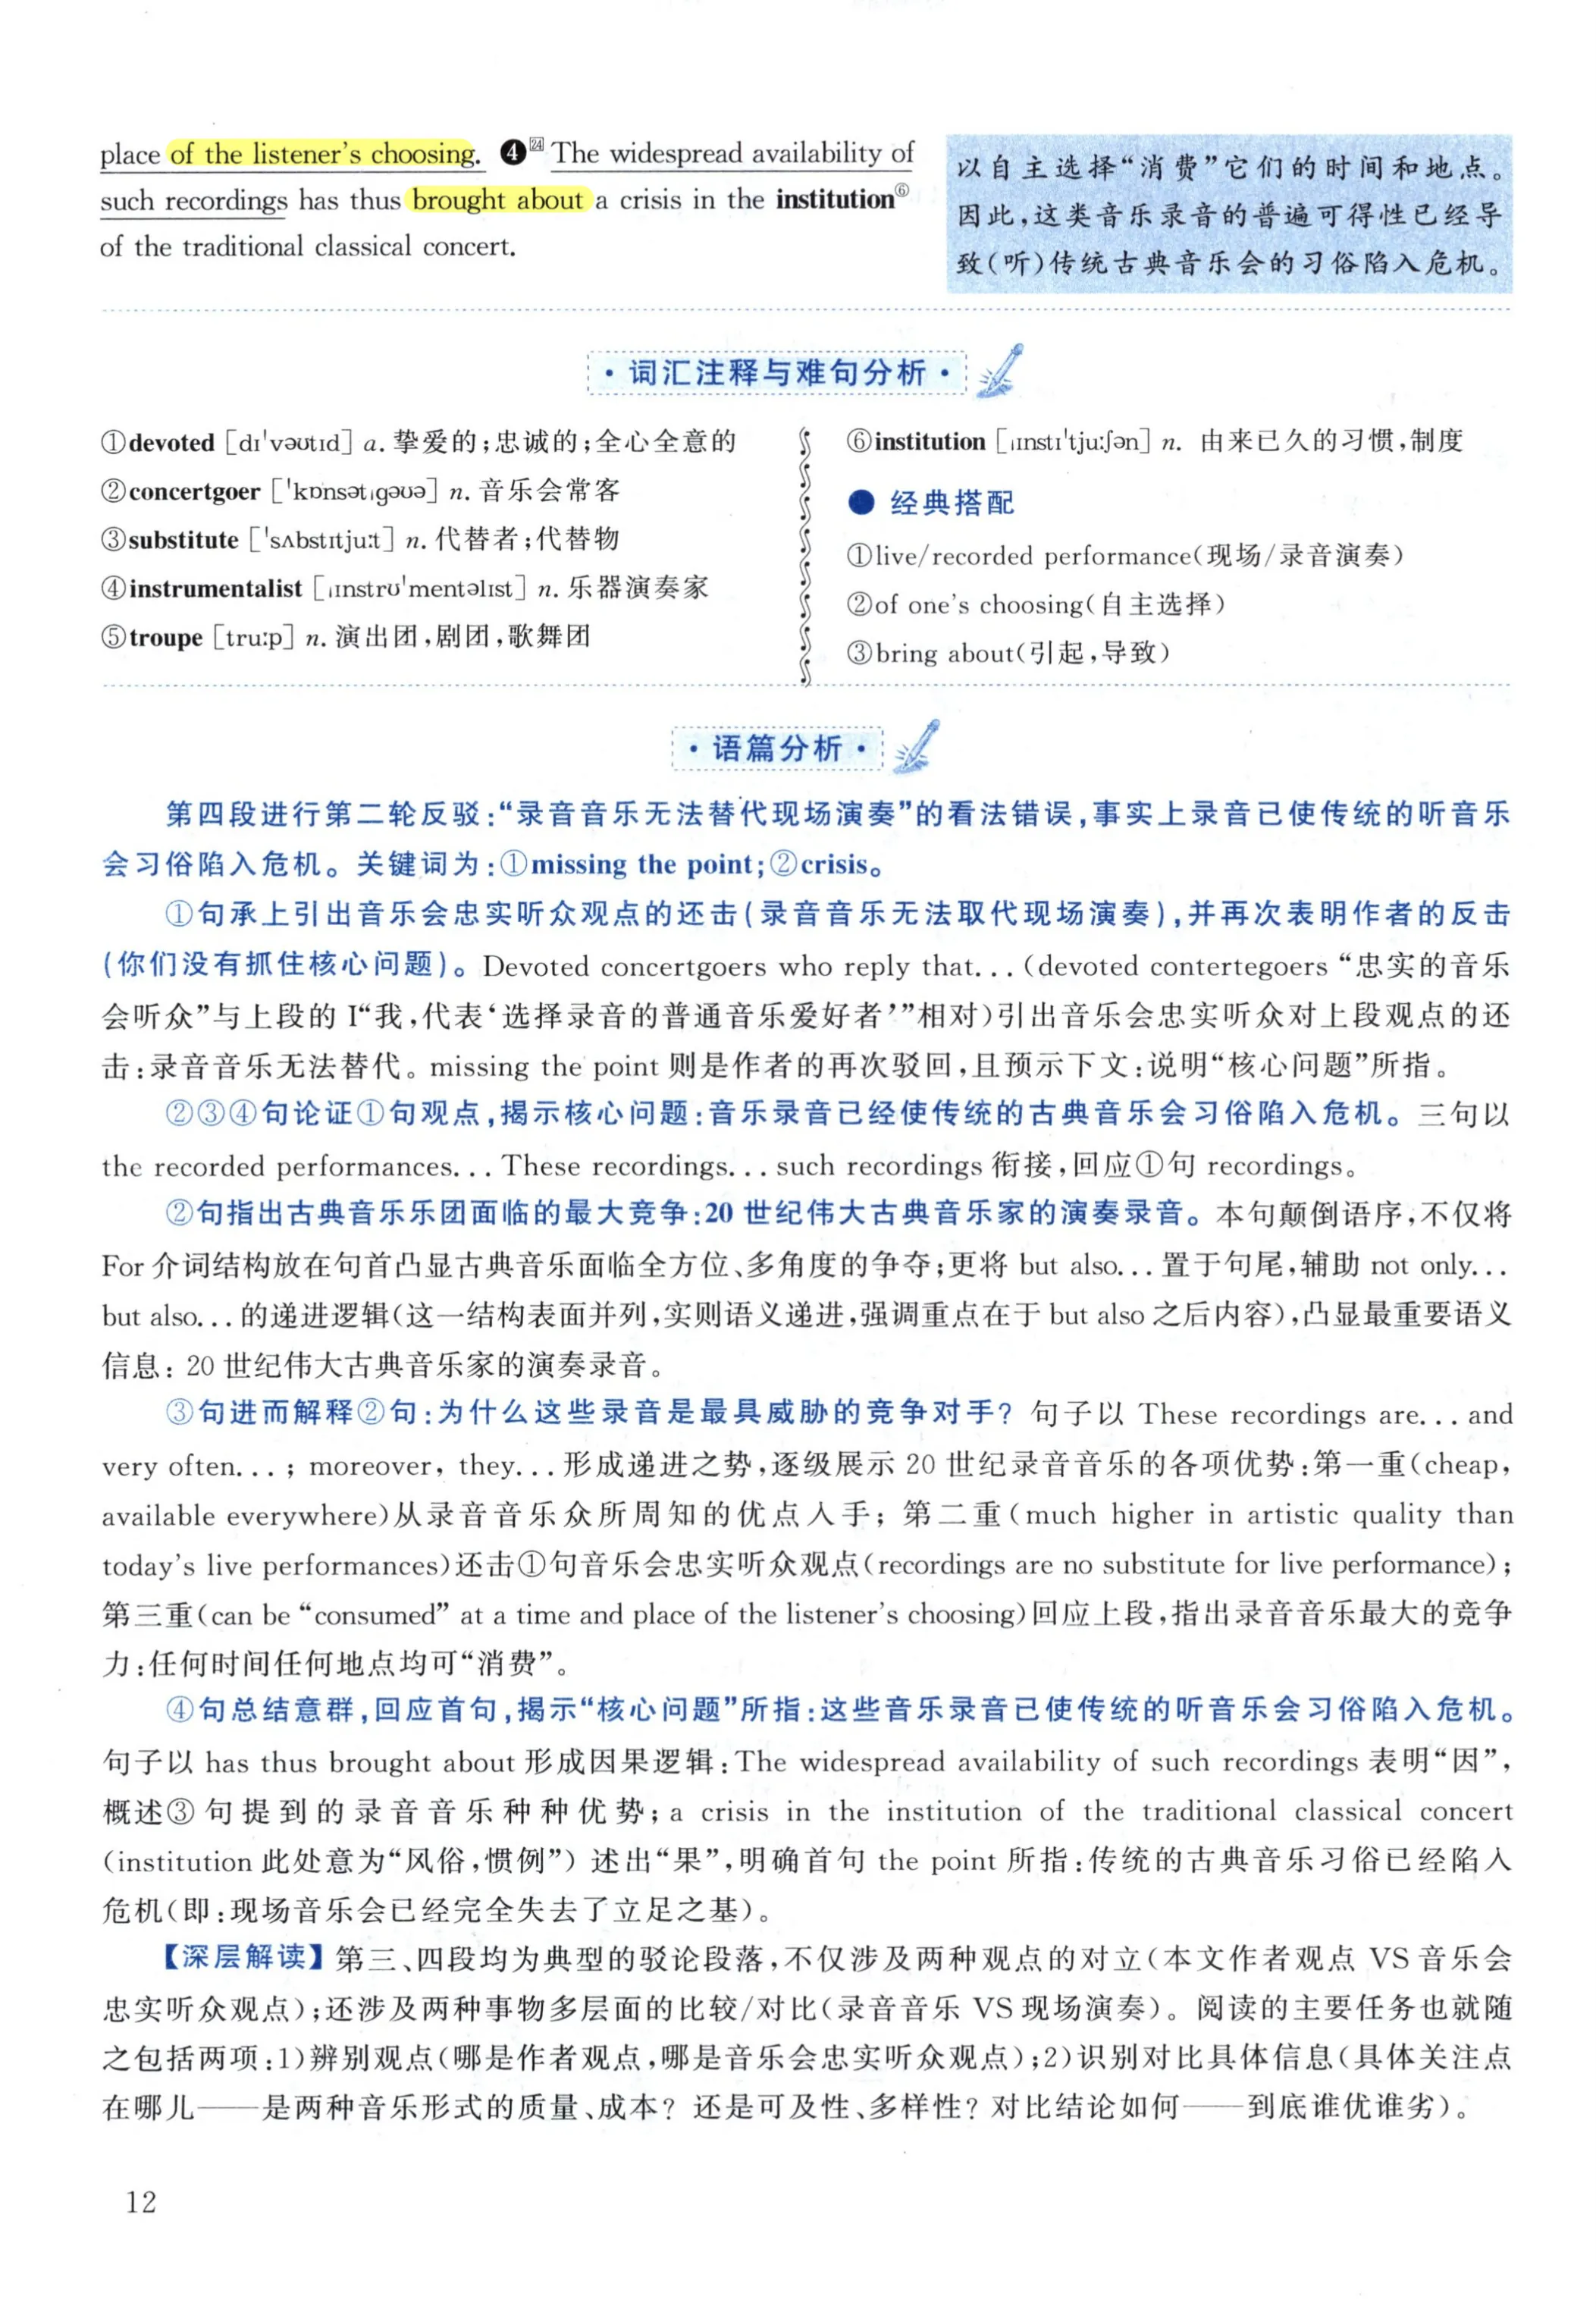 place of the listener's choosing. ❹㉔ The widespread availability of
such recordings has thus brought about a crisis in the institution⑥
of the traditional classical concert.
以自主选择“消费”它们的时间和地点。
因此,这类音乐录音的普遍可得性已经导
致(听)传统古典音乐会的习俗陷入危机。
·词汇注释与难句分析·
①devoted [dɪˈvəʊtɪd] a. 挚爱的;忠诚的;全心全意的
②concertgoer [ˈkɒnsətˌgəʊə] n. 音乐会常客
③substitute [ˈsʌbstɪtjuːt] n. 代替者;代替物
④instrumentalist [ˌɪnstrʊˈmentəlɪst] n. 乐器演奏家
⑤troupe [truːp] n. 演出团,剧团,歌舞团
⑥institution [ˌɪnstɪˈtjuːʃən] n. 由来已久的习惯,制度
● 经典搭配
①live/recorded performance(现场/录音演奏)
②of one's choosing(自主选择)
③bring about(引起,导致)
·语篇分析·
第四段进行第二轮反驳:“录音音乐无法替代现场演奏”的看法错误,事实上录音已使传统的听音乐
会习俗陷入危机。关键词为:①missing the point;②crisis。
①句承上引出音乐会忠实听众观点的还击(录音音乐无法取代现场演奏),并再次表明作者的反击
(你们没有抓住核心问题)。Devoted concertgoers who reply that...(devoted contertegoers “忠实的音乐
会听众”与上段的 I“我,代表‘选择录音的普通音乐爱好者’”相对)引出音乐会忠实听众对上段观点的还
击:录音音乐无法替代。missing the point 则是作者的再次驳回,且预示下文:说明“核心问题”所指。
②③④句论证①句观点,揭示核心问题:音乐录音已经使传统的古典音乐会习俗陷入危机。三句以
the recorded performances... These recordings... such recordings 衔接,回应①句 recordings。
②句指出古典音乐乐团面临的最大竞争:20 世纪伟大古典音乐家的演奏录音。本句颠倒语序,不仅将
For 介词结构放在句首凸显古典音乐面临全方位、多角度的争夺;更将 but also... 置于句尾,辅助 not only...
but also... 的递进逻辑(这一结构表面并列,实则语义递进,强调重点在于 but also 之后内容),凸显最重要语义
信息: 20 世纪伟大古典音乐家的演奏录音。
③句进而解释②句:为什么这些录音是最具威胁的竞争对手? 句子以 These recordings are... and
very often... ; moreover, they... 形成递进之势,逐级展示 20 世纪录音音乐的各项优势:第一重(cheap,
available everywhere)从录音音乐众所周知的优点入手; 第二重(much higher in artistic quality than
today's live performances)还击①句音乐会忠实听众观点(recordings are no substitute for live performance);
第三重(can be “consumed” at a time and place of the listener's choosing)回应上段,指出录音音乐最大的竞争
力:任何时间任何地点均可“消费”。
④句总结意群,回应首句,揭示“核心问题”所指:这些音乐录音已使传统的听音乐会习俗陷入危机。
句子以 has thus brought about 形成因果逻辑:The widespread availability of such recordings 表明“因”,
概述③句提到的录音音乐种种优势;a crisis in the institution of the traditional classical concert
(institution 此处意为“风俗,惯例”) 述出“果”,明确首句 the point 所指:传统的古典音乐习俗已经陷入
危机(即:现场音乐会已经完全失去了立足之基)。
【深层解读】第三、四段均为典型的驳论段落,不仅涉及两种观点的对立(本文作者观点 VS 音乐会
忠实听众观点);还涉及两种事物多层面的比较/对比(录音音乐 VS 现场演奏)。阅读的主要任务也就随
之包括两项:1)辨别观点(哪是作者观点,哪是音乐会忠实听众观点);2)识别对比具体信息(具体关注点
在哪儿——是两种音乐形式的质量、成本? 还是可及性、多样性? 对比结论如何——到底谁优谁劣)。
12